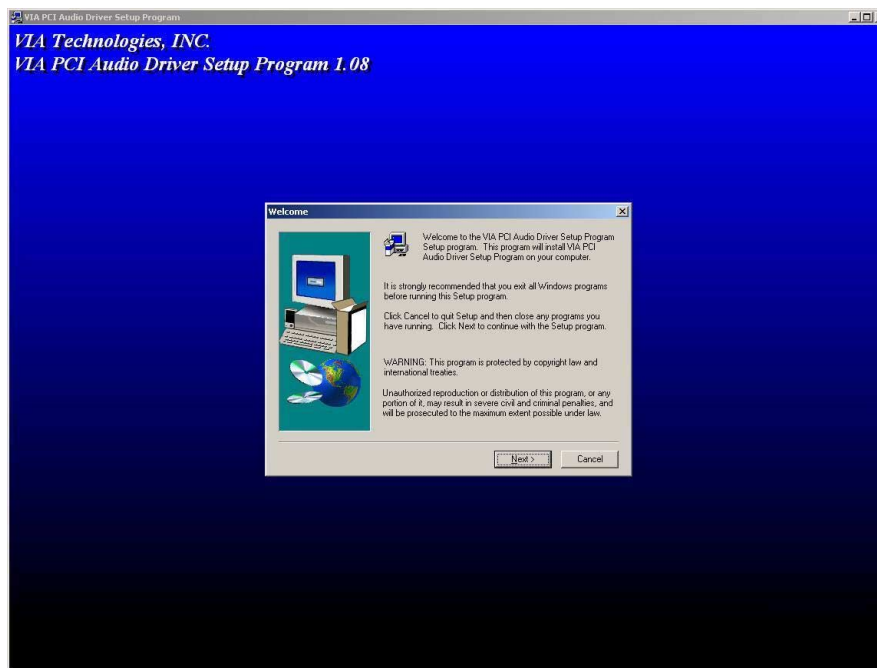 VIA PCI Audio Driver Setup Program
VIA Technologies, INC.
VIA PCI Audio Driver Setup Program 1.08
Welcome
Welcome to the VIA PCI Audio Driver Setup Program
Setup program. This program will install VIA PCI
Audio Driver Setup Program on your computer.
It is strongly recommended that you exit all Windows programs
before running this Setup program.
Click Cancel to quit Setup and then close any programs you
have running. Click Next to continue with the Setup program.
WARNING: This program is protected by copyright law and
international treaties.
Unauthorized reproduction or distribution of this program, or any
portion of it, may result in severe civil and criminal penalties, and
will be prosecuted to the maximum extent possible under law.
Next >
Cancel